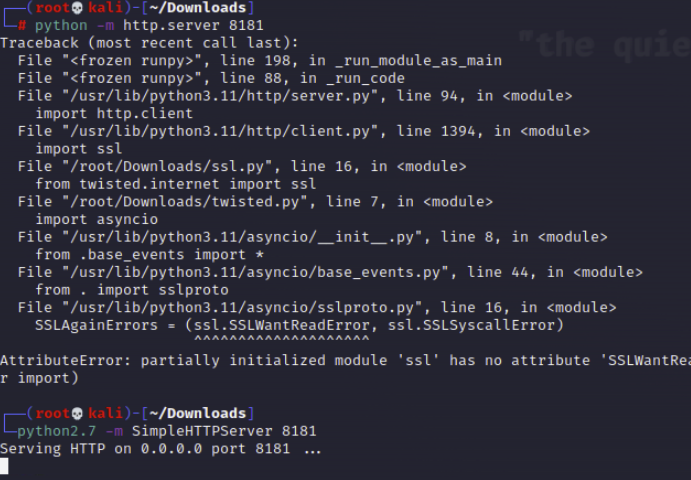 ┌──(root💀kali)-[~/Downloads]
└─# python -m http.server 8181
Traceback (most recent call last):
  File "<frozen runpy>", line 198, in _run_module_as_main
  File "<frozen runpy>", line 88, in _run_code
  File "/usr/lib/python3.11/http/server.py", line 94, in <module>
    import http.client
  File "/usr/lib/python3.11/http/client.py", line 1394, in <module>
    import ssl
  File "/root/Downloads/ssl.py", line 16, in <module>
    from twisted.internet import ssl
  File "/root/Downloads/twisted.py", line 7, in <module>
    import asyncio
  File "/usr/lib/python3.11/asyncio/__init__.py", line 8, in <module>
    from .base_events import *
  File "/usr/lib/python3.11/asyncio/base_events.py", line 44, in <module>
    from . import sslproto
  File "/usr/lib/python3.11/asyncio/sslproto.py", line 16, in <module>
    SSLAgainErrors = (ssl.SSLWantReadError, ssl.SSLSyscallError)
                      ^^^^^^^^^^^^^^^^^^^^
AttributeError: partially initialized module 'ssl' has no attribute 'SSLWantRea
r import)
┌──(root💀kali)-[~/Downloads]
└─python2.7 -m SimpleHTTPServer 8181
Serving HTTP on 0.0.0.0 port 8181 ...
"the quie